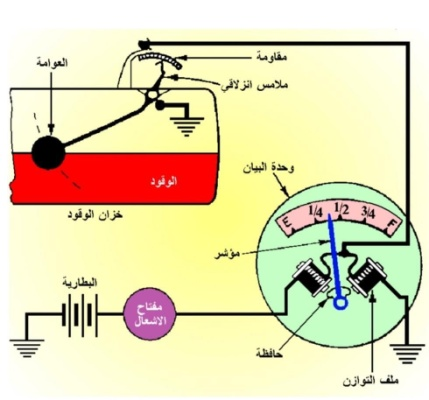 مقاومة
العوامة
ملامس انزلاقي
الوقود
خزان الوقود
وحدة البيان
E 1/4 1/2 3/4 F
مؤشر
البطارية
مفتاح
الاشعال
حافظة
ملف التوازن